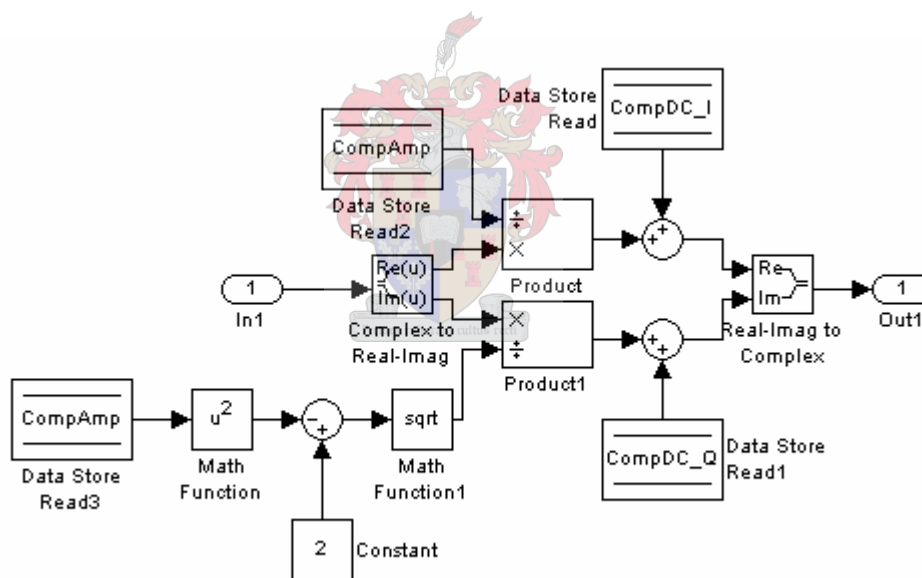 Data Store
Read
CompDC_I
CompAmp
Data Store
Read2
÷
×
Product
+
+
1
In1
Re(u)
Im(u)
Complex to
Real-Imag
×
÷
Product1
+
+
Re
Im
Real-Imag to
Complex
1
Out1
CompAmp
Data Store
Read3
u²
Math
Function
-
+
sqrt
Math
Function1
CompDC_Q
Data Store
Read1
2
Constant